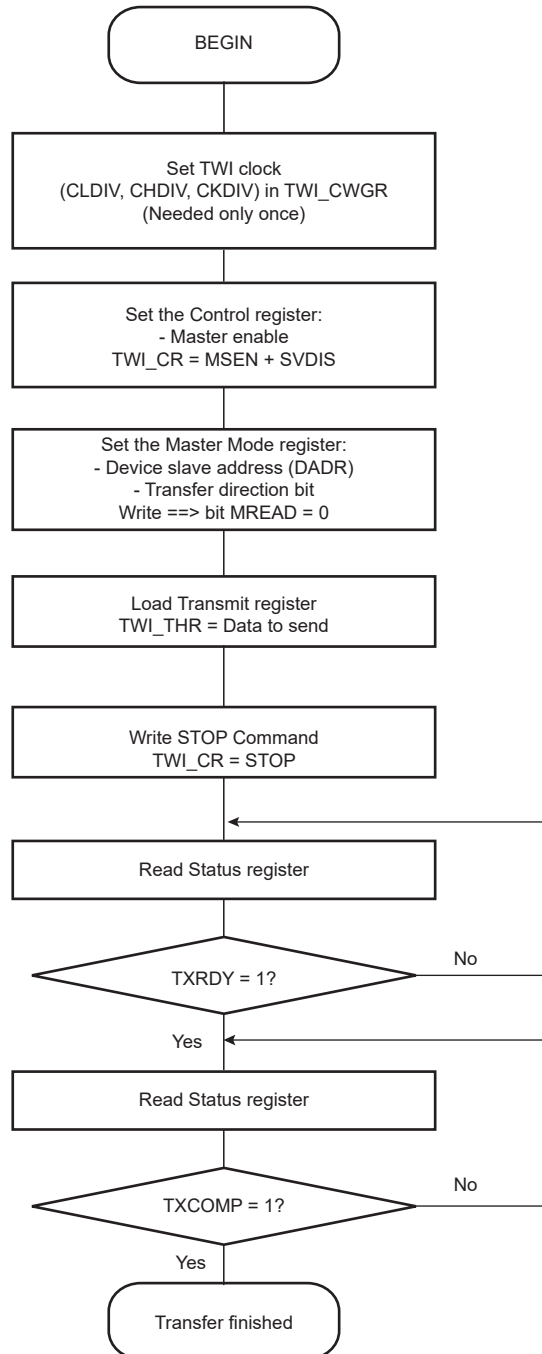 BEGIN
Set TWI clock
(CLDIV, CHDIV, CKDIV) in TWI_CWGR
(Needed only once)
Set the Control register:
- Master enable
TWI_CR = MSEN + SVDIS
Set the Master Mode register:
- Device slave address (DADR)
- Transfer direction bit
Write ==> bit MREAD = 0
Load Transmit register
TWI_THR = Data to send
Write STOP Command
TWI_CR = STOP
Read Status register
TXRDY = 1?
No
Yes
Read Status register
TXCOMP = 1?
No
Yes
Transfer finished